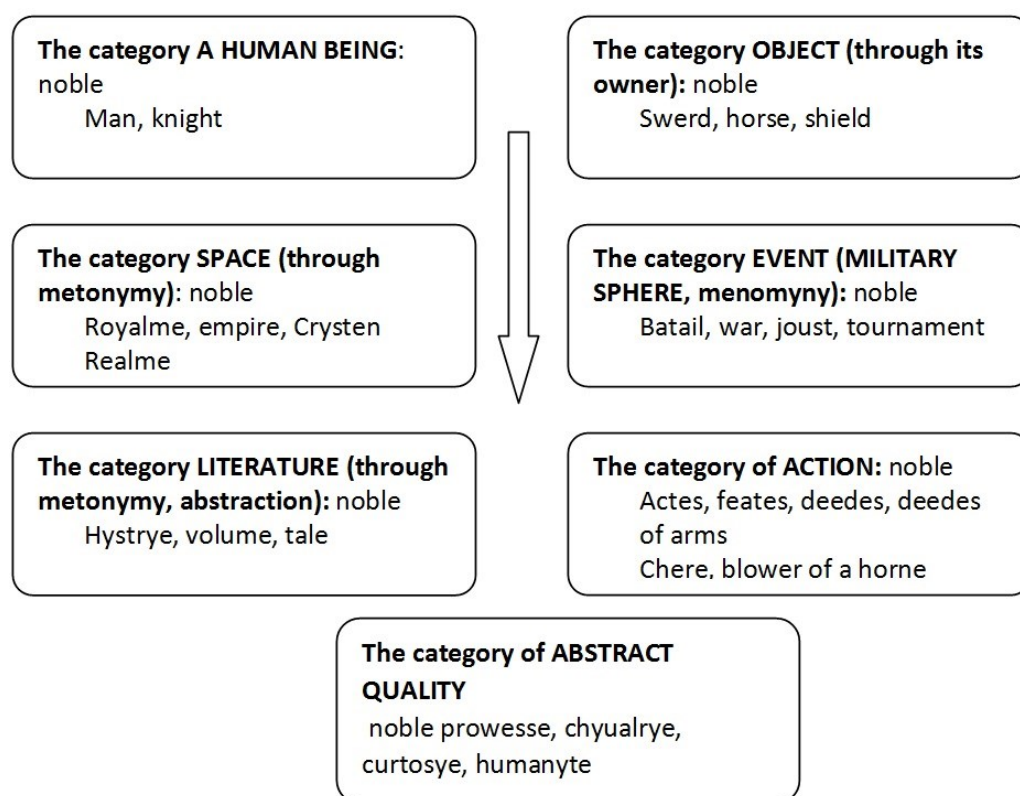 The category A HUMAN BEING:
noble
Man, knight
The category OBJECT (through its
owner): noble
Swerd, horse, shield
The category SPACE (through
metonymy): noble
Royalme, empire, Crysten
Realme
The category EVENT (MILITARY
SPHERE, menomyny): noble
Batail, war, joust, tournament
The category LITERATURE (through
metonymy, abstraction): noble
Hystrye, volume, tale
The category of ACTION: noble
Actes, feates, deedes, deedes
of arms
Chere, blower of a horne
The category of ABSTRACT
QUALITY
noble prowesse, chyualrye,
curtosye, humanyte